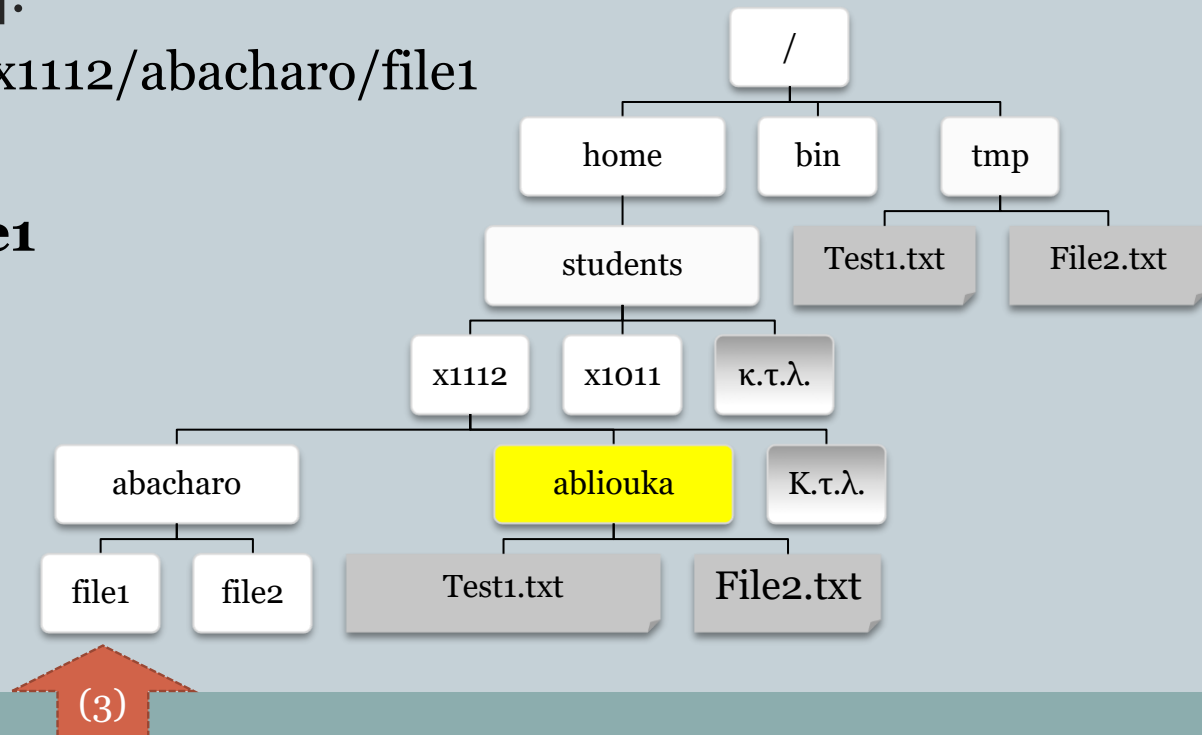 x1112/abacharo/file1
e1
/
home
bin
tmp
students
Test1.txt
File2.txt
x1112
x1011
κ.τ.λ.
abacharo
abliouka
Κ.τ.λ.
file1
file2
Test1.txt
File2.txt
(3)